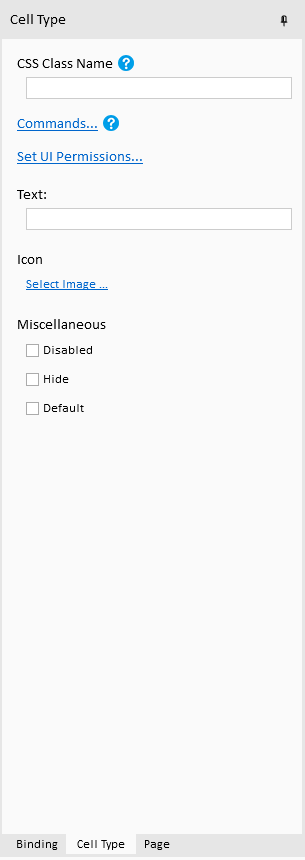 Cell Type
CSS Class Name ?
Commands... ?
Set UI Permissions...
Text:
Icon
Select Image ...
Miscellaneous
Disabled
Hide
Default
Binding Cell Type Page